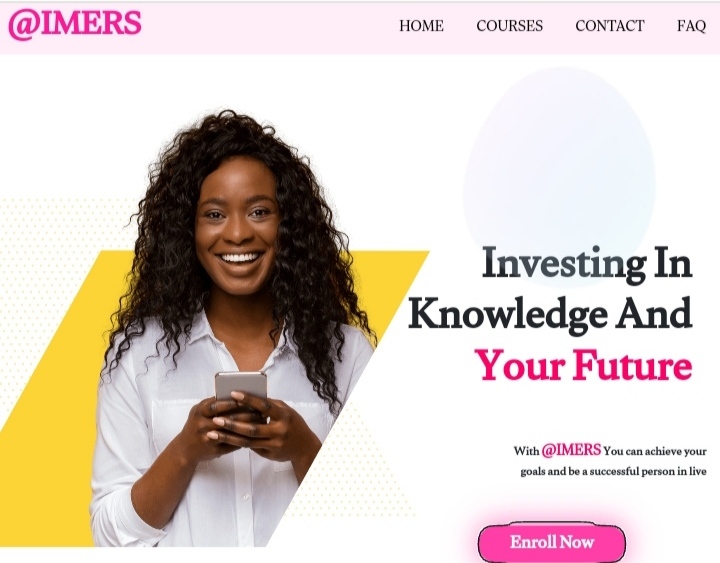 @IMERS
HOME COURSES CONTACT FAQ
Investing In
Knowledge And
Your Future
With @IMERS You can achieve your
goals and be a successful person in live
Enroll Now